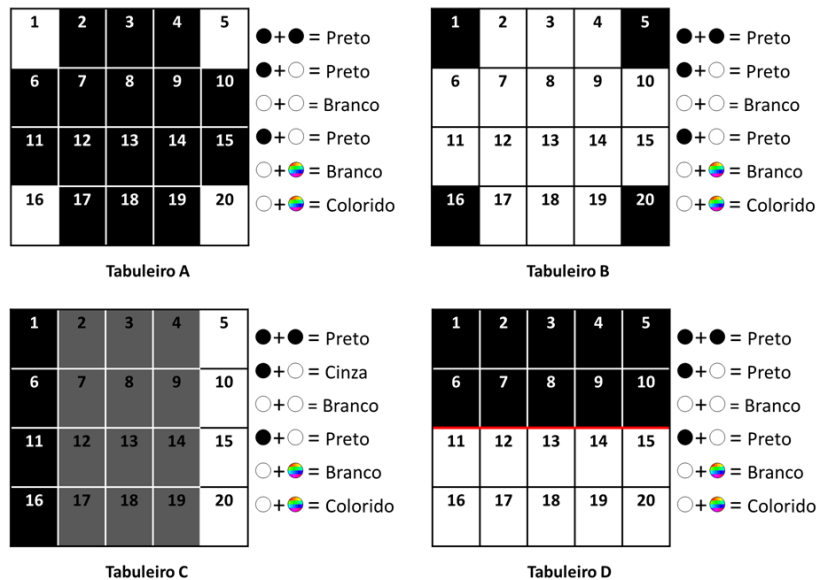 1 2 3 4 5
6 7 8 9 10
11 12 13 14 15
16 17 18 19 20
+ = Preto
+ = Preto
+ = Branco
+ = Preto
+ = Branco
+ = Colorido
Tabuleiro A
1 2 3 4 5
6 7 8 9 10
11 12 13 14 15
16 17 18 19 20
+ = Preto
+ = Preto
+ = Branco
+ = Preto
+ = Branco
+ = Colorido
Tabuleiro B
1 2 3 4 5
6 7 8 9 10
11 12 13 14 15
16 17 18 19 20
+ = Preto
+ = Cinza
+ = Branco
+ = Preto
+ = Branco
+ = Colorido
Tabuleiro C
1 2 3 4 5
6 7 8 9 10
11 12 13 14 15
16 17 18 19 20
+ = Preto
+ = Preto
+ = Branco
+ = Preto
+ = Branco
+ = Colorido
Tabuleiro D